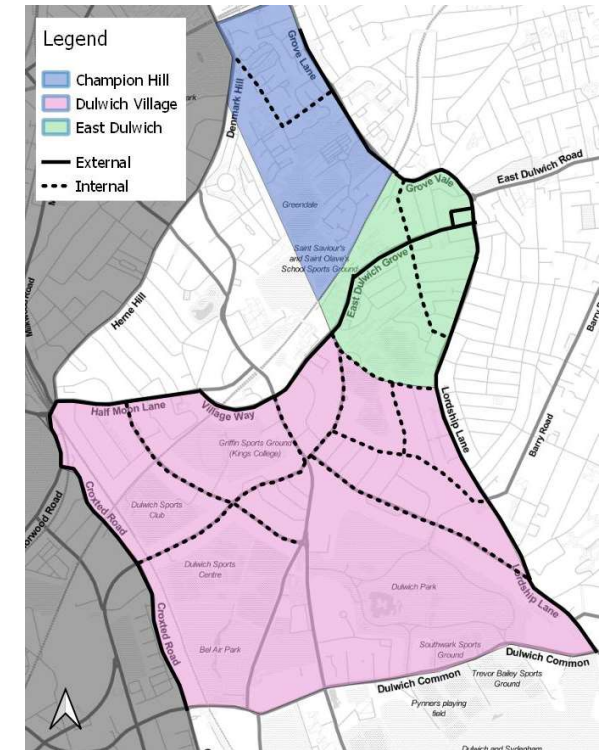 Legend
Champion Hill
Dulwich Village
East Dulwich
External
Internal
Grove Lane
ark
Denmark Hill
Greendale
Grove Vale
East Dulwich Road
Saint Saviour's
and Saint Olave's
School Sports Ground
East Dulwich Grove
Herne Hill
Barry Road
Half Moon Lane
Village Way
Lordship Lane
Griffin Sports Ground
(Kings College)
Croxted Road
Dulwich Sports
Club
Dulwich Sports
Centre
Dulwich Park
Lordship Lane
Croxted Road
Bel Air Park
Southwark Sports
Ground
Dulwich Common
Dulwich Common
Trevor Bailey Sports
Ground
Pynners playing
field
Dulwich and Sydenham